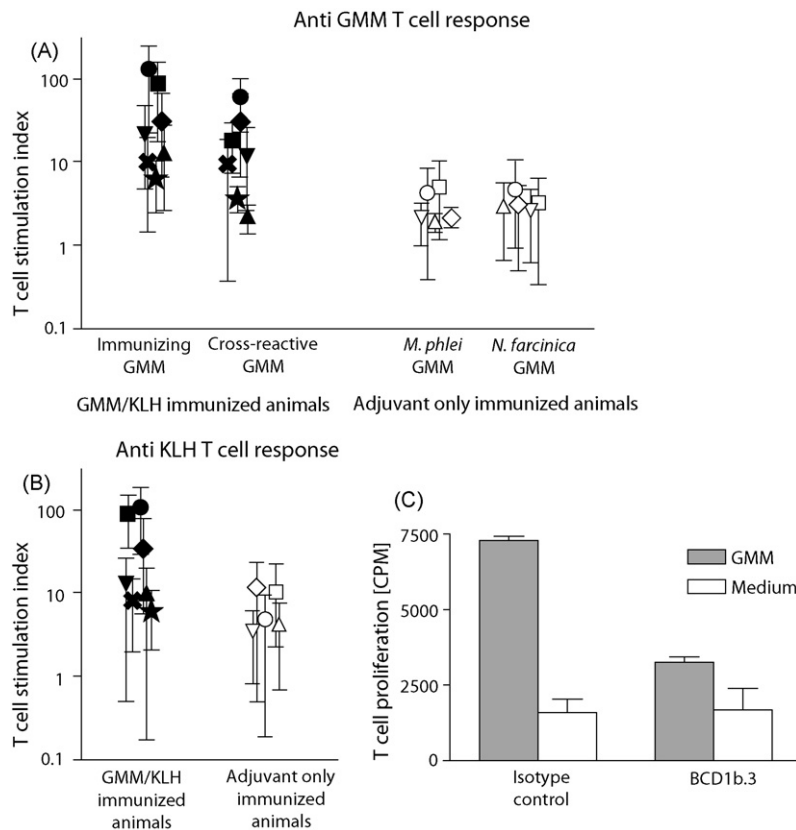 Anti GMM T cell response
(A)
T cell stimulation index
100
10
1
0.1
Immunizing
GMM
Cross-reactive
GMM
M. phlei
GMM
N. farcinica
GMM
GMM/KLH immunized animals
Adjuvant only immunized animals
Anti KLH T cell response
(B)
T cell stimulation index
100
10
1
0.1
GMM/KLH
immunized
animals
Adjuvant only
immunized
animals
(C)
T cell proliferation [CPM]
7500
5000
2500
0
GMM
Medium
Isotype
control
BCD1b.3